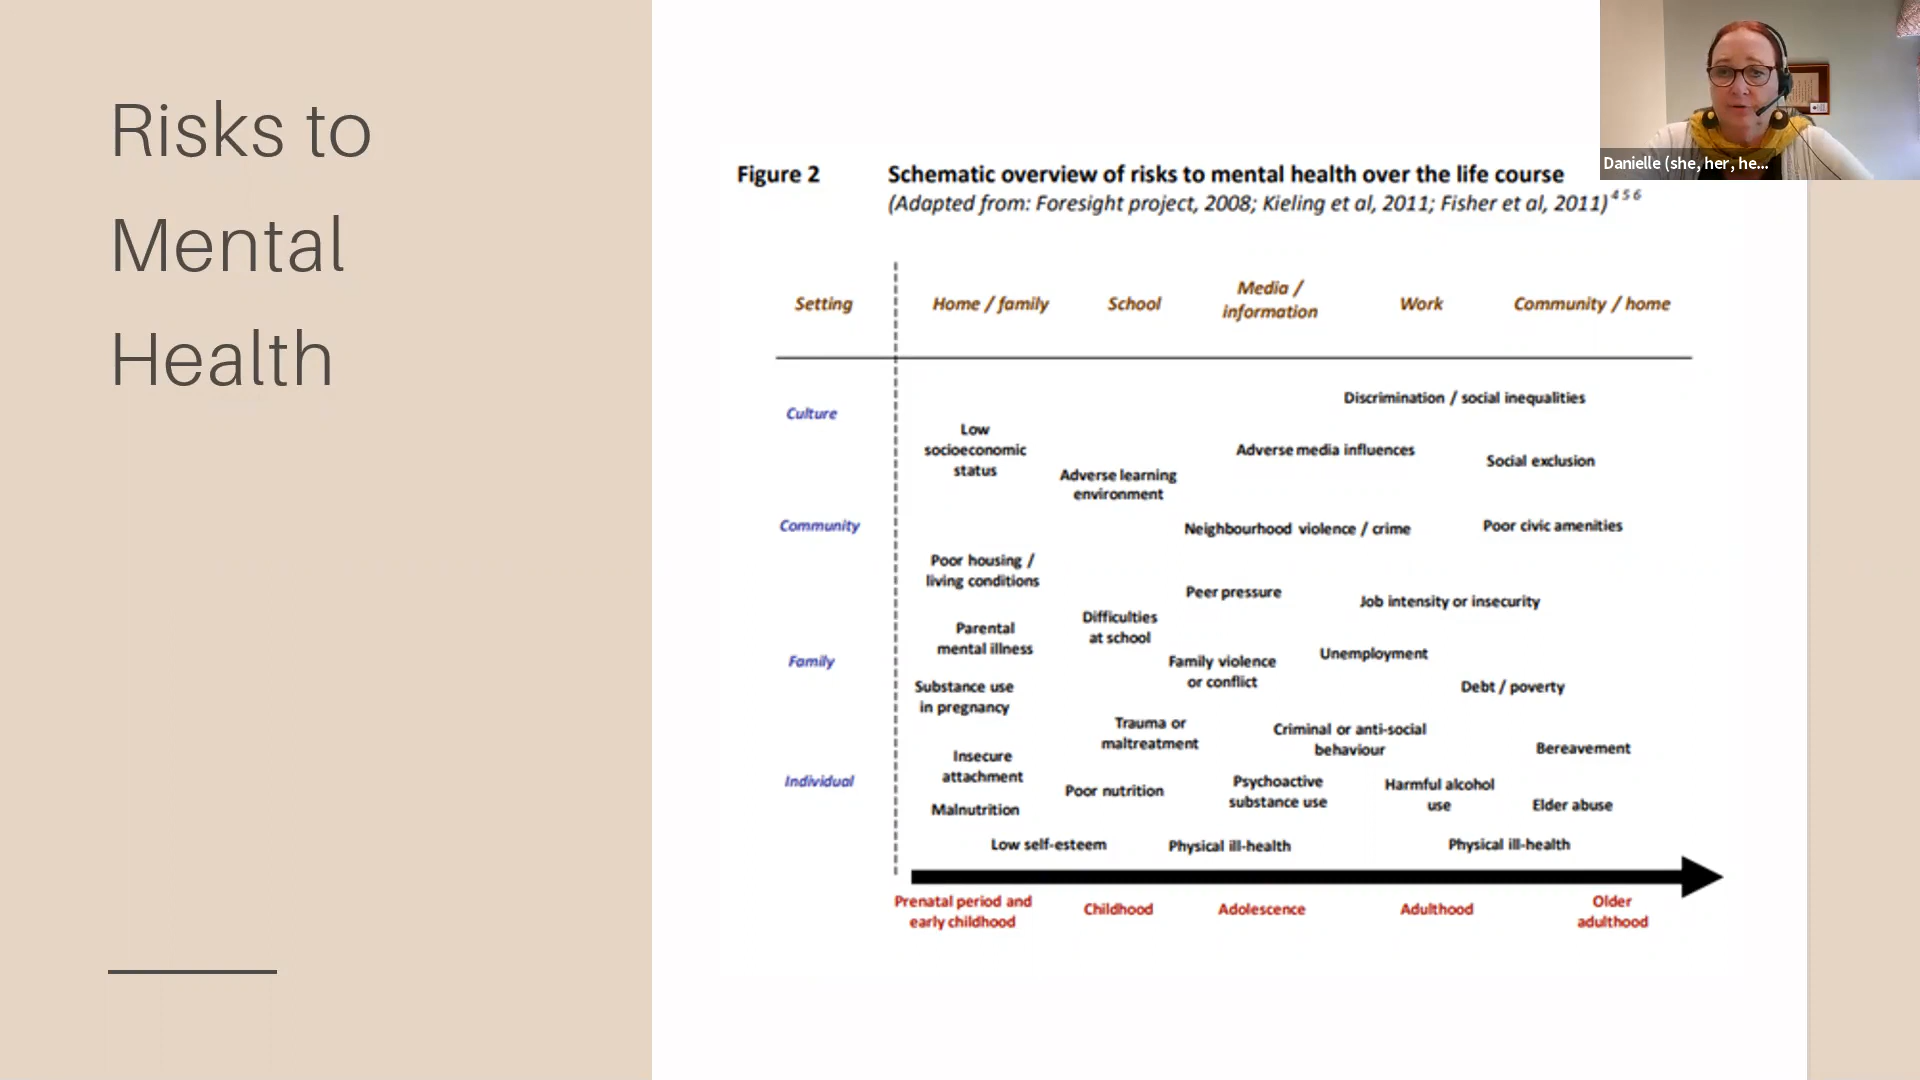 Risks to
Mental
Health
Danielle (she, her, he...
Figure 2 Schematic overview of risks to mental health over the life course
(Adapted from: Foresight project, 2008; Kieling et al, 2011; Fisher et al, 2011) 4 5 6
Setting Home / family School Media / information Work Community / home
Culture
Discrimination / social inequalities
Low
socioeconomic
status
Adverse media influences
Social exclusion
Adverse learning
environment
Community
Neighbourhood violence / crime
Poor civic amenities
Poor housing /
living conditions
Peer pressure
Job intensity or insecurity
Difficulties
at school
Parental
mental illness
Family
Family violence
or conflict
Unemployment
Substance use
in pregnancy
Debt / poverty
Trauma or
maltreatment
Criminal or anti-social
behaviour
Bereavement
Insecure
attachment
Individual
Poor nutrition
Psychoactive
substance use
Harmful alcohol
use
Elder abuse
Malnutrition
Low self-esteem
Physical ill-health
Physical ill-health
Prenatal period and
early childhood
Childhood
Adolescence
Adulthood
Older
adulthood